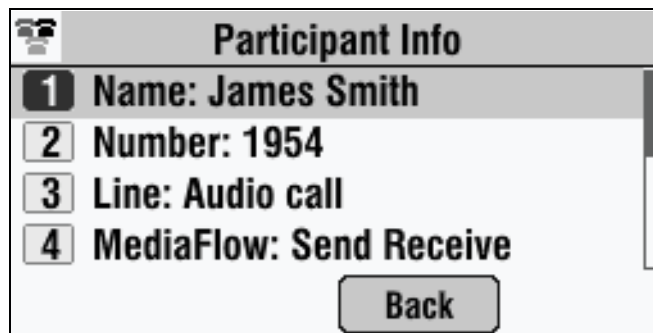 Participant Info
1 Name: James Smith
2 Number: 1954
3 Line: Audio call
4 MediaFlow: Send Receive
Back